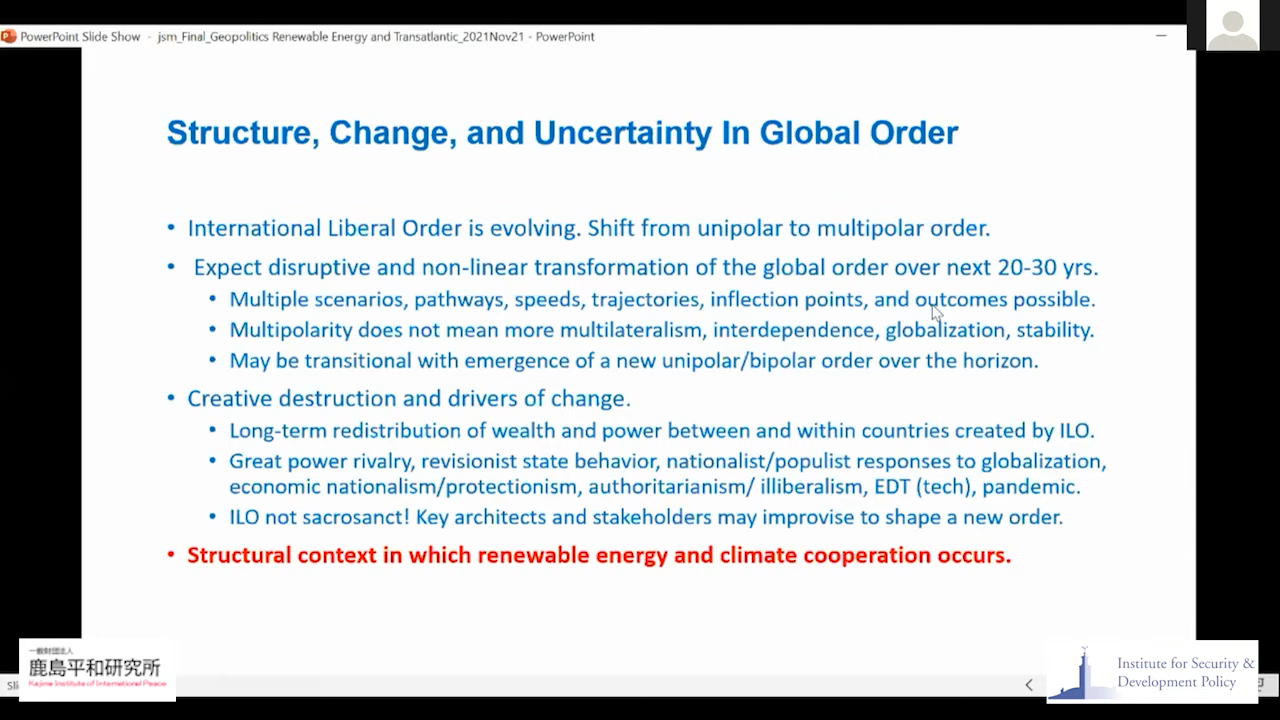 PowerPoint Slide Show - jsm_Final_Geopolitics Renewable Energy and Transatlantic_2021Nov21 - PowerPoint
Structure, Change, and Uncertainty In Global Order
• International Liberal Order is evolving. Shift from unipolar to multipolar order.
• Expect disruptive and non-linear transformation of the global order over next 20-30 yrs.
• Multiple scenarios, pathways, speeds, trajectories, inflection points, and outcomes possible.
• Multipolarity does not mean more multilateralism, interdependence, globalization, stability.
• May be transitional with emergence of a new unipolar/bipolar order over the horizon.
• Creative destruction and drivers of change.
• Long-term redistribution of wealth and power between and within countries created by ILO.
• Great power rivalry, revisionist state behavior, nationalist/populist responses to globalization,
economic nationalism/protectionism, authoritarianism/ illiberalism, EDT (tech), pandemic.
• ILO not sacrosanct! Key architects and stakeholders may improvise to shape a new order.
• Structural context in which renewable energy and climate cooperation occurs.
一般財団法人
鹿島平和研究所
Kajima Institute of International Peace
Institute for Security &
Development Policy